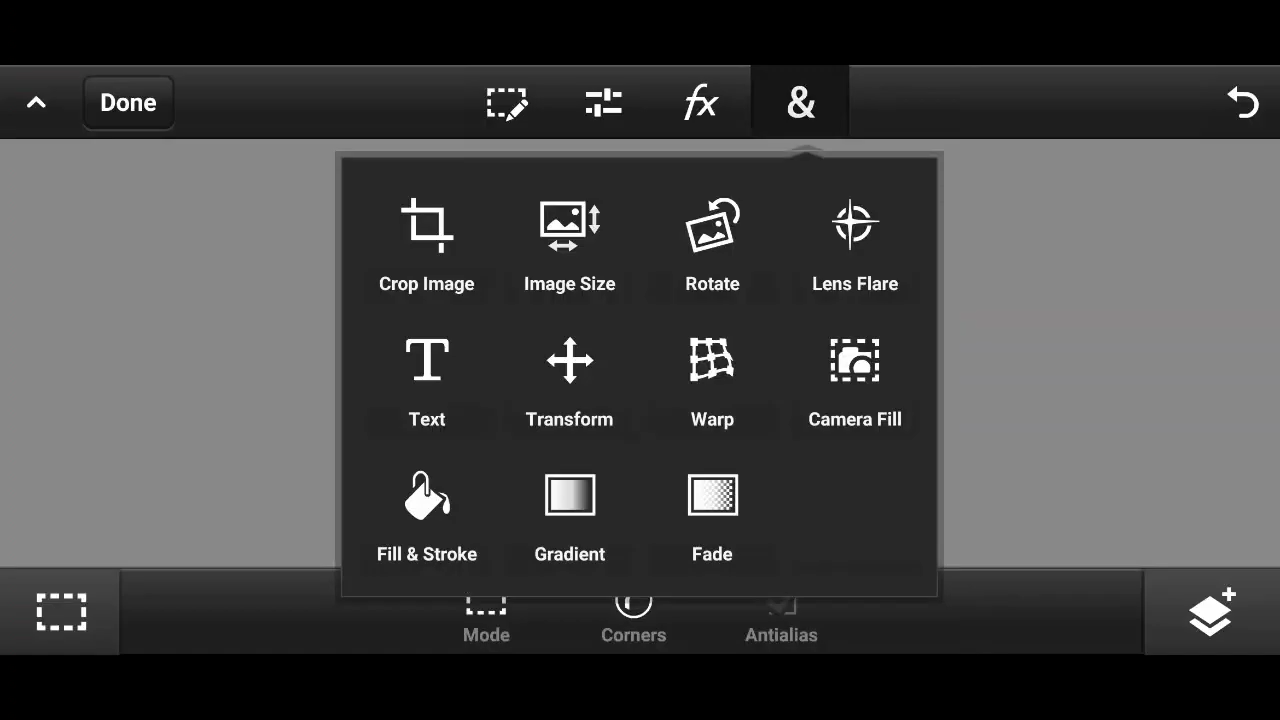 Done
fx
&
Crop Image
Image Size
Rotate
Lens Flare
T
Text
Transform
Warp
Camera Fill
Fill & Stroke
Gradient
Fade
Mode
Corners
Antialias